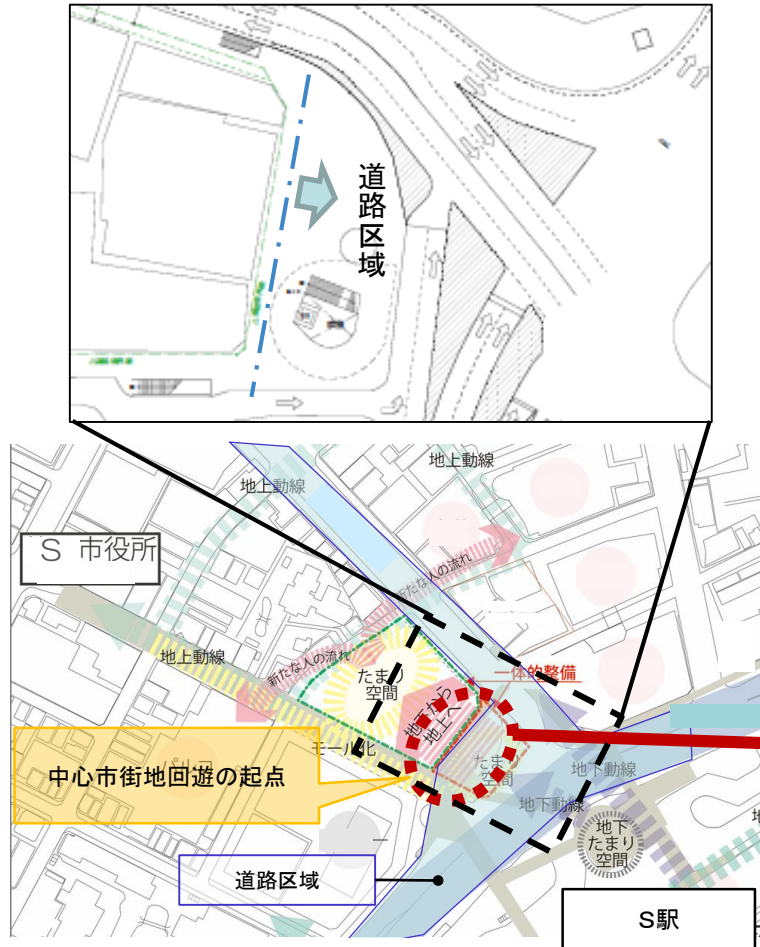 道路区域
地上動線
地上動線
S 市役所
新たな人の流れ
地上動線
新たな人の流れ
たまり
空間
一体的整備
地下から
地上へ
モール化
中心市街地回遊の起点
たまり
空間
地下動線
地下動線
地下
たまり
空間
道路区域
S駅